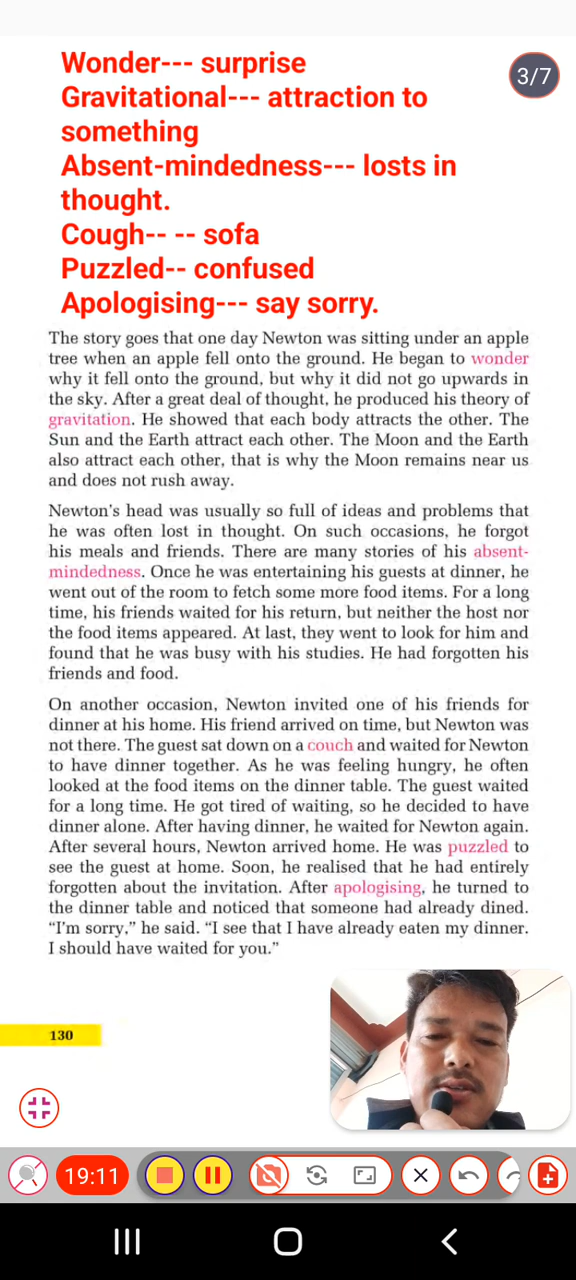 3/7
Wonder--- surprise
Gravitational--- attraction to
something
Absent-mindedness--- losts in
thought.
Cough-- -- sofa
Puzzled-- confused
Apologising--- say sorry.
The story goes that one day Newton was sitting under an apple
tree when an apple fell onto the ground. He began to wonder
why it fell onto the ground, but why it did not go upwards in
the sky. After a great deal of thought, he produced his theory of
gravitation. He showed that each body attracts the other. The
Sun and the Earth attract each other. The Moon and the Earth
also attract each other, that is why the Moon remains near us
and does not rush away.
Newton's head was usually so full of ideas and problems that
he was often lost in thought. On such occasions, he forgot
his meals and friends. There are many stories of his absent-
mindedness. Once he was entertaining his guests at dinner, he
went out of the room to fetch some more food items. For a long
time, his friends waited for his return, but neither the host nor
the food items appeared. At last, they went to look for him and
found that he was busy with his studies. He had forgotten his
friends and food.
On another occasion, Newton invited one of his friends for
dinner at his home. His friend arrived on time, but Newton was
not there. The guest sat down on a couch and waited for Newton
to have dinner together. As he was feeling hungry, he often
looked at the food items on the dinner table. The guest waited
for a long time. He got tired of waiting, so he decided to have
dinner alone. After having dinner, he waited for Newton again.
After several hours, Newton arrived home. He was puzzled to
see the guest at home. Soon, he realised that he had entirely
forgotten about the invitation. After apologising, he turned to
the dinner table and noticed that someone had already dined.
"I'm sorry," he said. "I see that I have already eaten my dinner.
I should have waited for you."
130
19:11